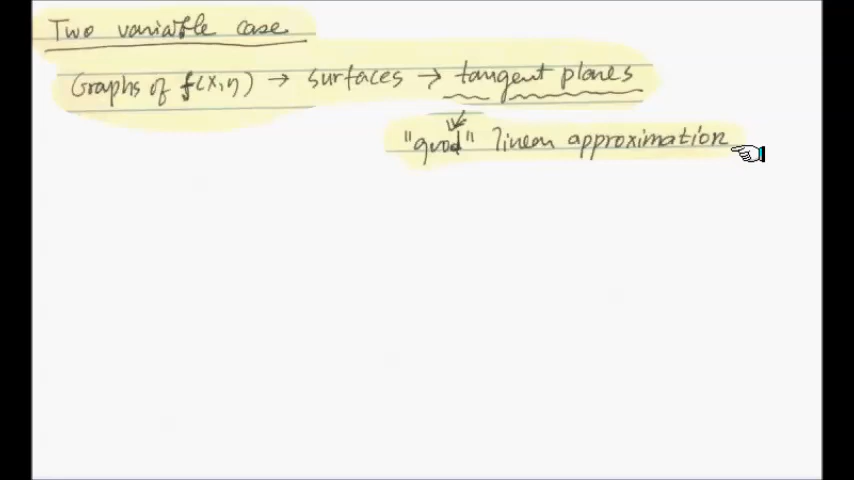 Two variable case
Graphs of f(x,y) → surfaces → tangent planes
"good" linear approximation